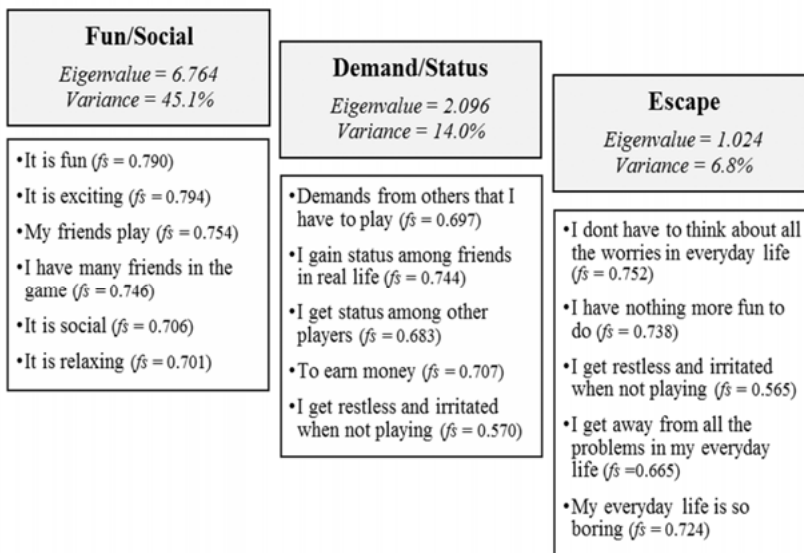 Fun/Social
Eigenvalue = 6.764
Variance = 45.1%
•It is fun (fs = 0.790)
•It is exciting (fs = 0.794)
•My friends play (fs = 0.754)
•I have many friends in the
game (fs = 0.746)
•It is social (fs = 0.706)
•It is relaxing (fs = 0.701)
Demand/Status
Eigenvalue = 2.096
Variance = 14.0%
•Demands from others that I
have to play (fs = 0.697)
•I gain status among friends
in real life (fs = 0.744)
•I get status among other
players (fs = 0.683)
•To earn money (fs = 0.707)
•I get restless and irritated
when not playing (fs = 0.570)
Escape
Eigenvalue = 1.024
Variance = 6.8%
•I dont have to think about all
the worries in everyday life
(fs = 0.752)
•I have nothing more fun to
do (fs = 0.738)
•I get restless and irritated
when not playing (fs = 0.565)
•I get away from all the
problems in my everyday
life (fs =0.665)
•My everyday life is so
boring (fs = 0.724)